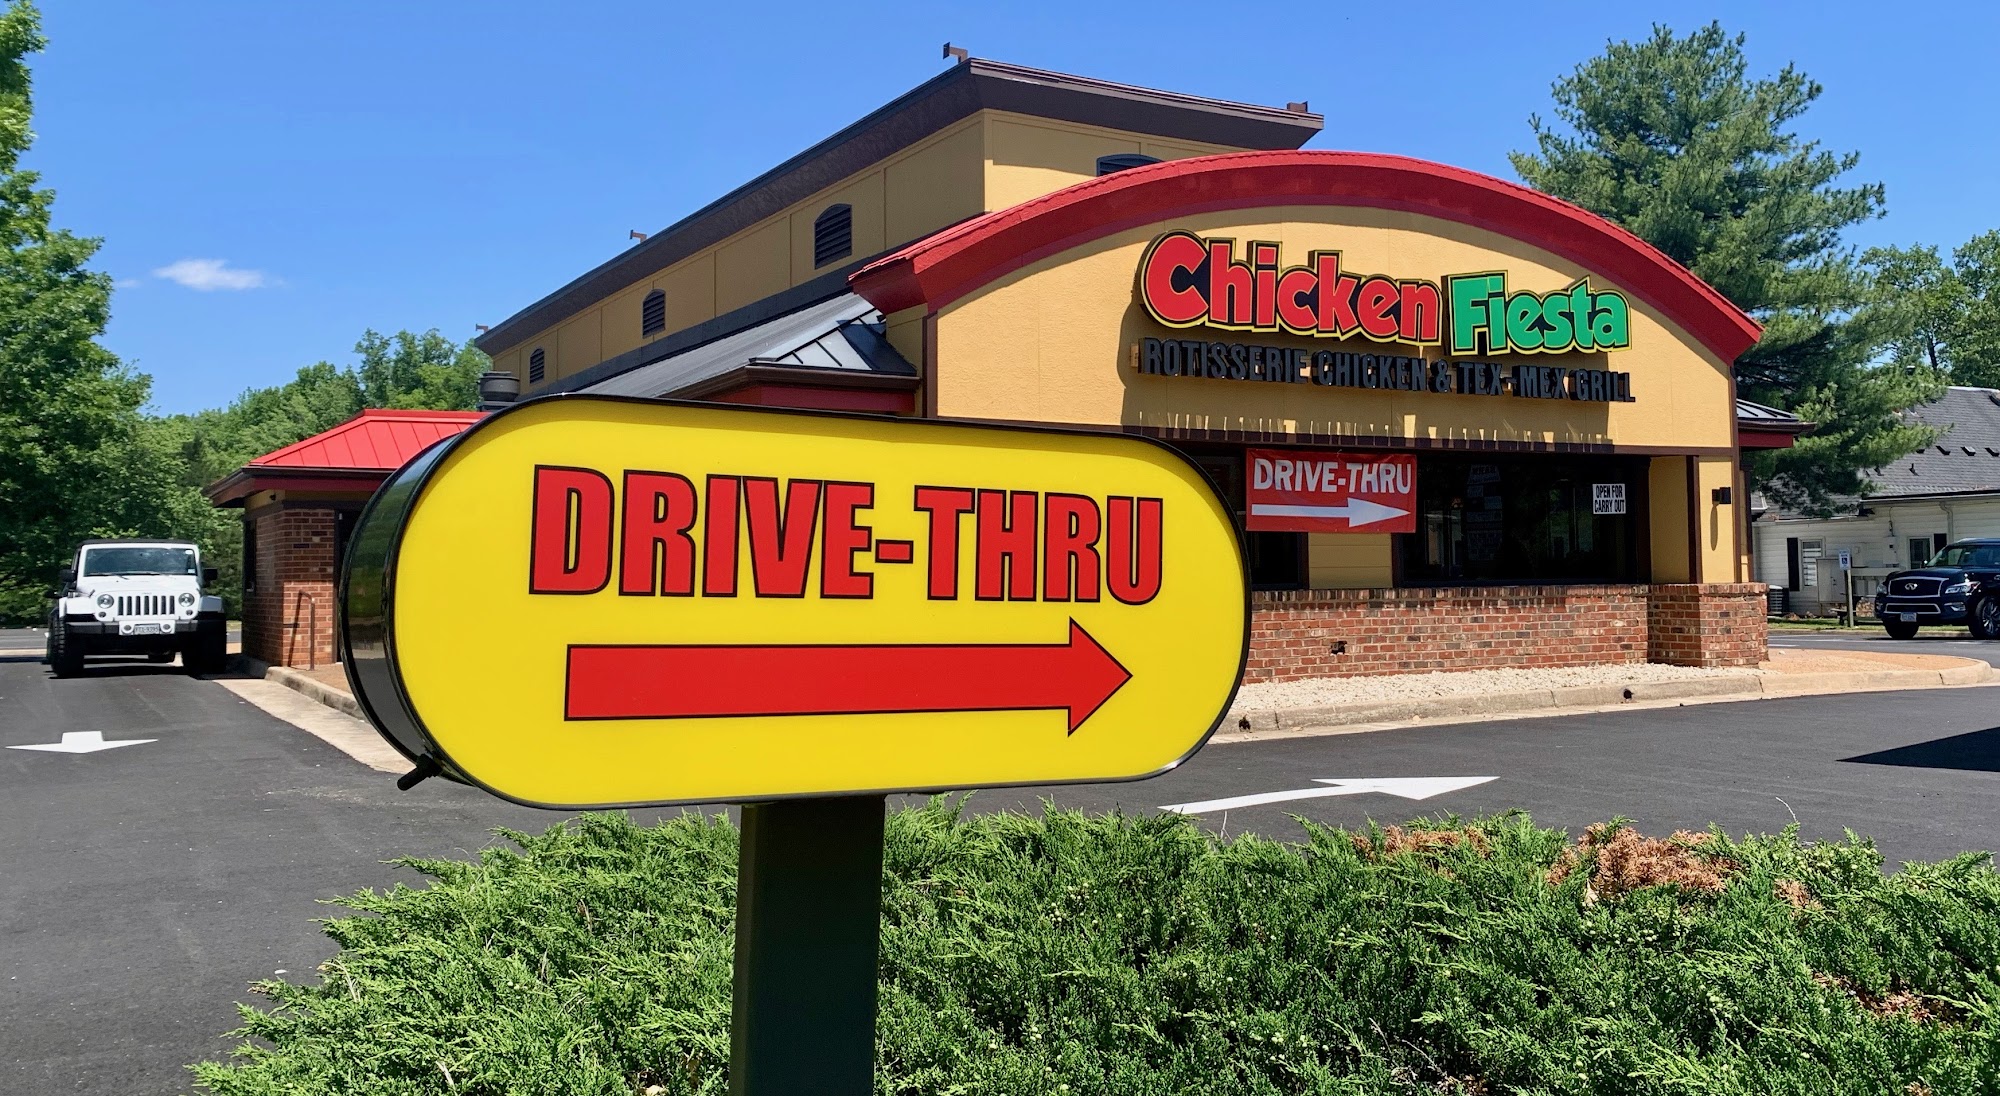 Chicken Fiesta
ROTISSERIE CHICKEN & TEX-MEX GRILL
DRIVE-THRU
OPEN FOR
CARRY OUT
DRIVE-THRU